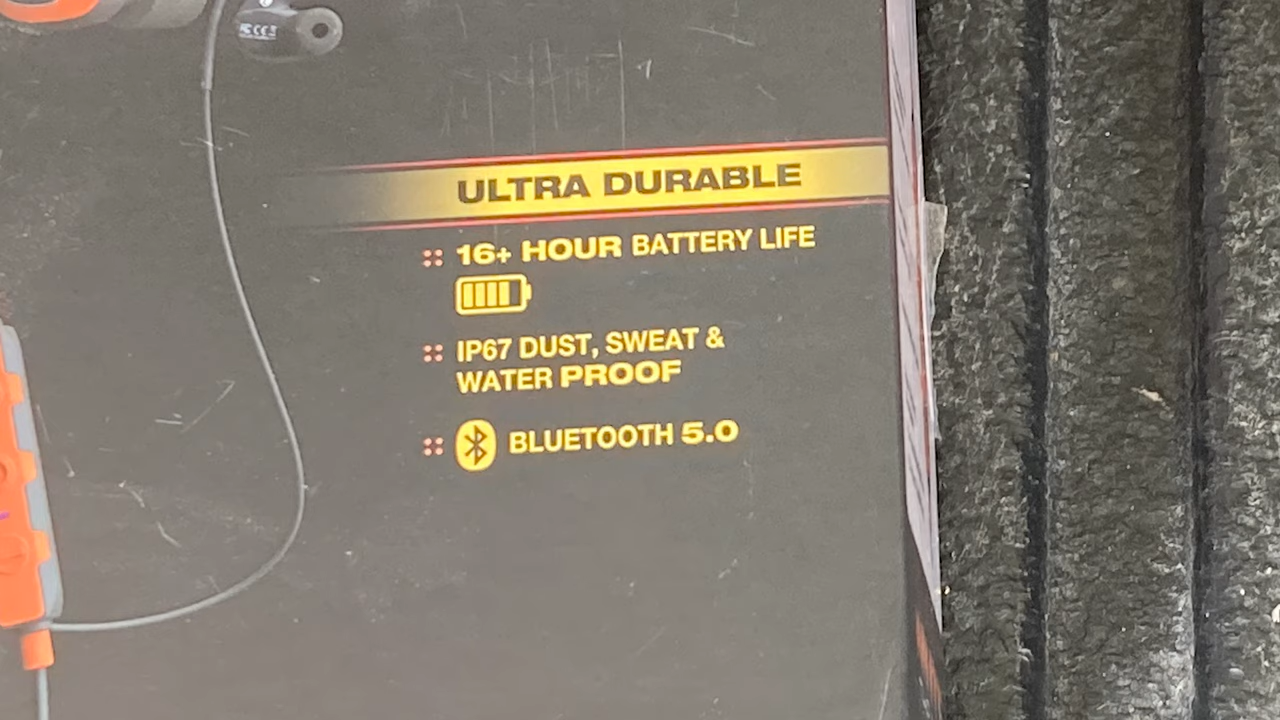 ULTRA DURABLE
16+ HOUR BATTERY LIFE
IP67 DUST, SWEAT &
WATER PROOF
BLUETOOTH 5.0